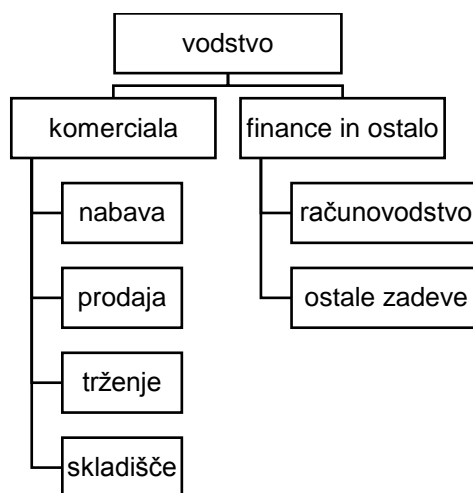 vodstvo
komerciala
finance in ostalo
nabava
računovodstvo
prodaja
ostale zadeve
trženje
skladišče